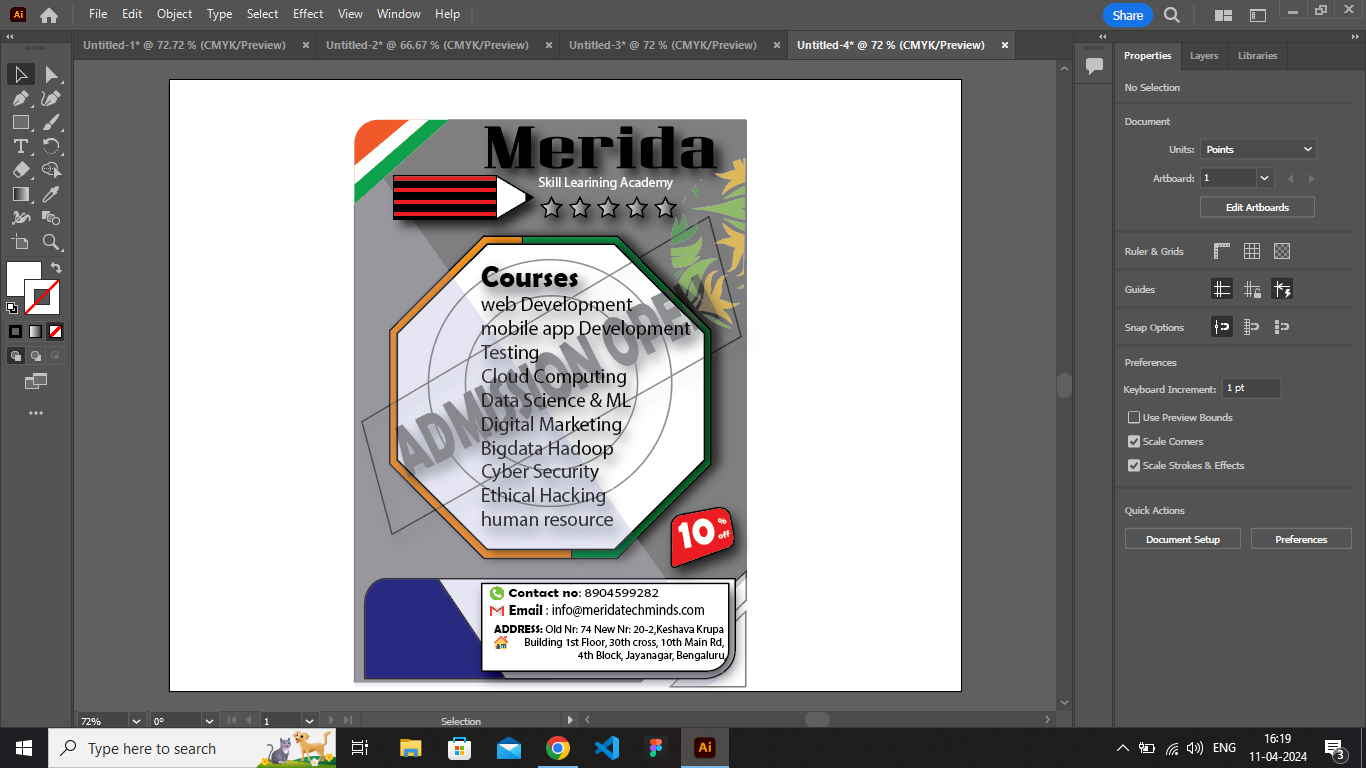 Ai
File Edit Object Type Select Effect View Window Help
Share
Untitled-1* @ 72.72 % (CMYK/Preview) × Untitled-2* @ 66.67 % (CMYK/Preview) × Untitled-3* @ 72 % (CMYK/Preview) × Untitled-4* @ 72 % (CMYK/Preview) ×
Merida
Skill Learining Academy
Courses
web Development
mobile app Development
Testing
Cloud Computing
Data Science & ML
Digital Marketing
Bigdata Hadoop
Cyber Security
Ethical Hacking
human resource
ADMISSION OPEN
10 % off
Contact no: 8904599282
Email : info@meridatechminds.com
ADDRESS: Old Nr: 74 New Nr: 20-2,Keshava Krupa
Building 1st Floor, 30th cross, 10th Main Rd,
4th Block, Jayanagar, Bengaluru
Properties Layers Libraries
No Selection
Document
Units: Points
Artboard: 1
Edit Artboards
Ruler & Grids
Guides
Snap Options
Preferences
Keyboard Increment: 1 pt
Use Preview Bounds
Scale Corners
Scale Strokes & Effects
Quick Actions
Document Setup Preferences
72% 0° 1 Selection
Type here to search
Ai
ENG
16:19
11-04-2024
3